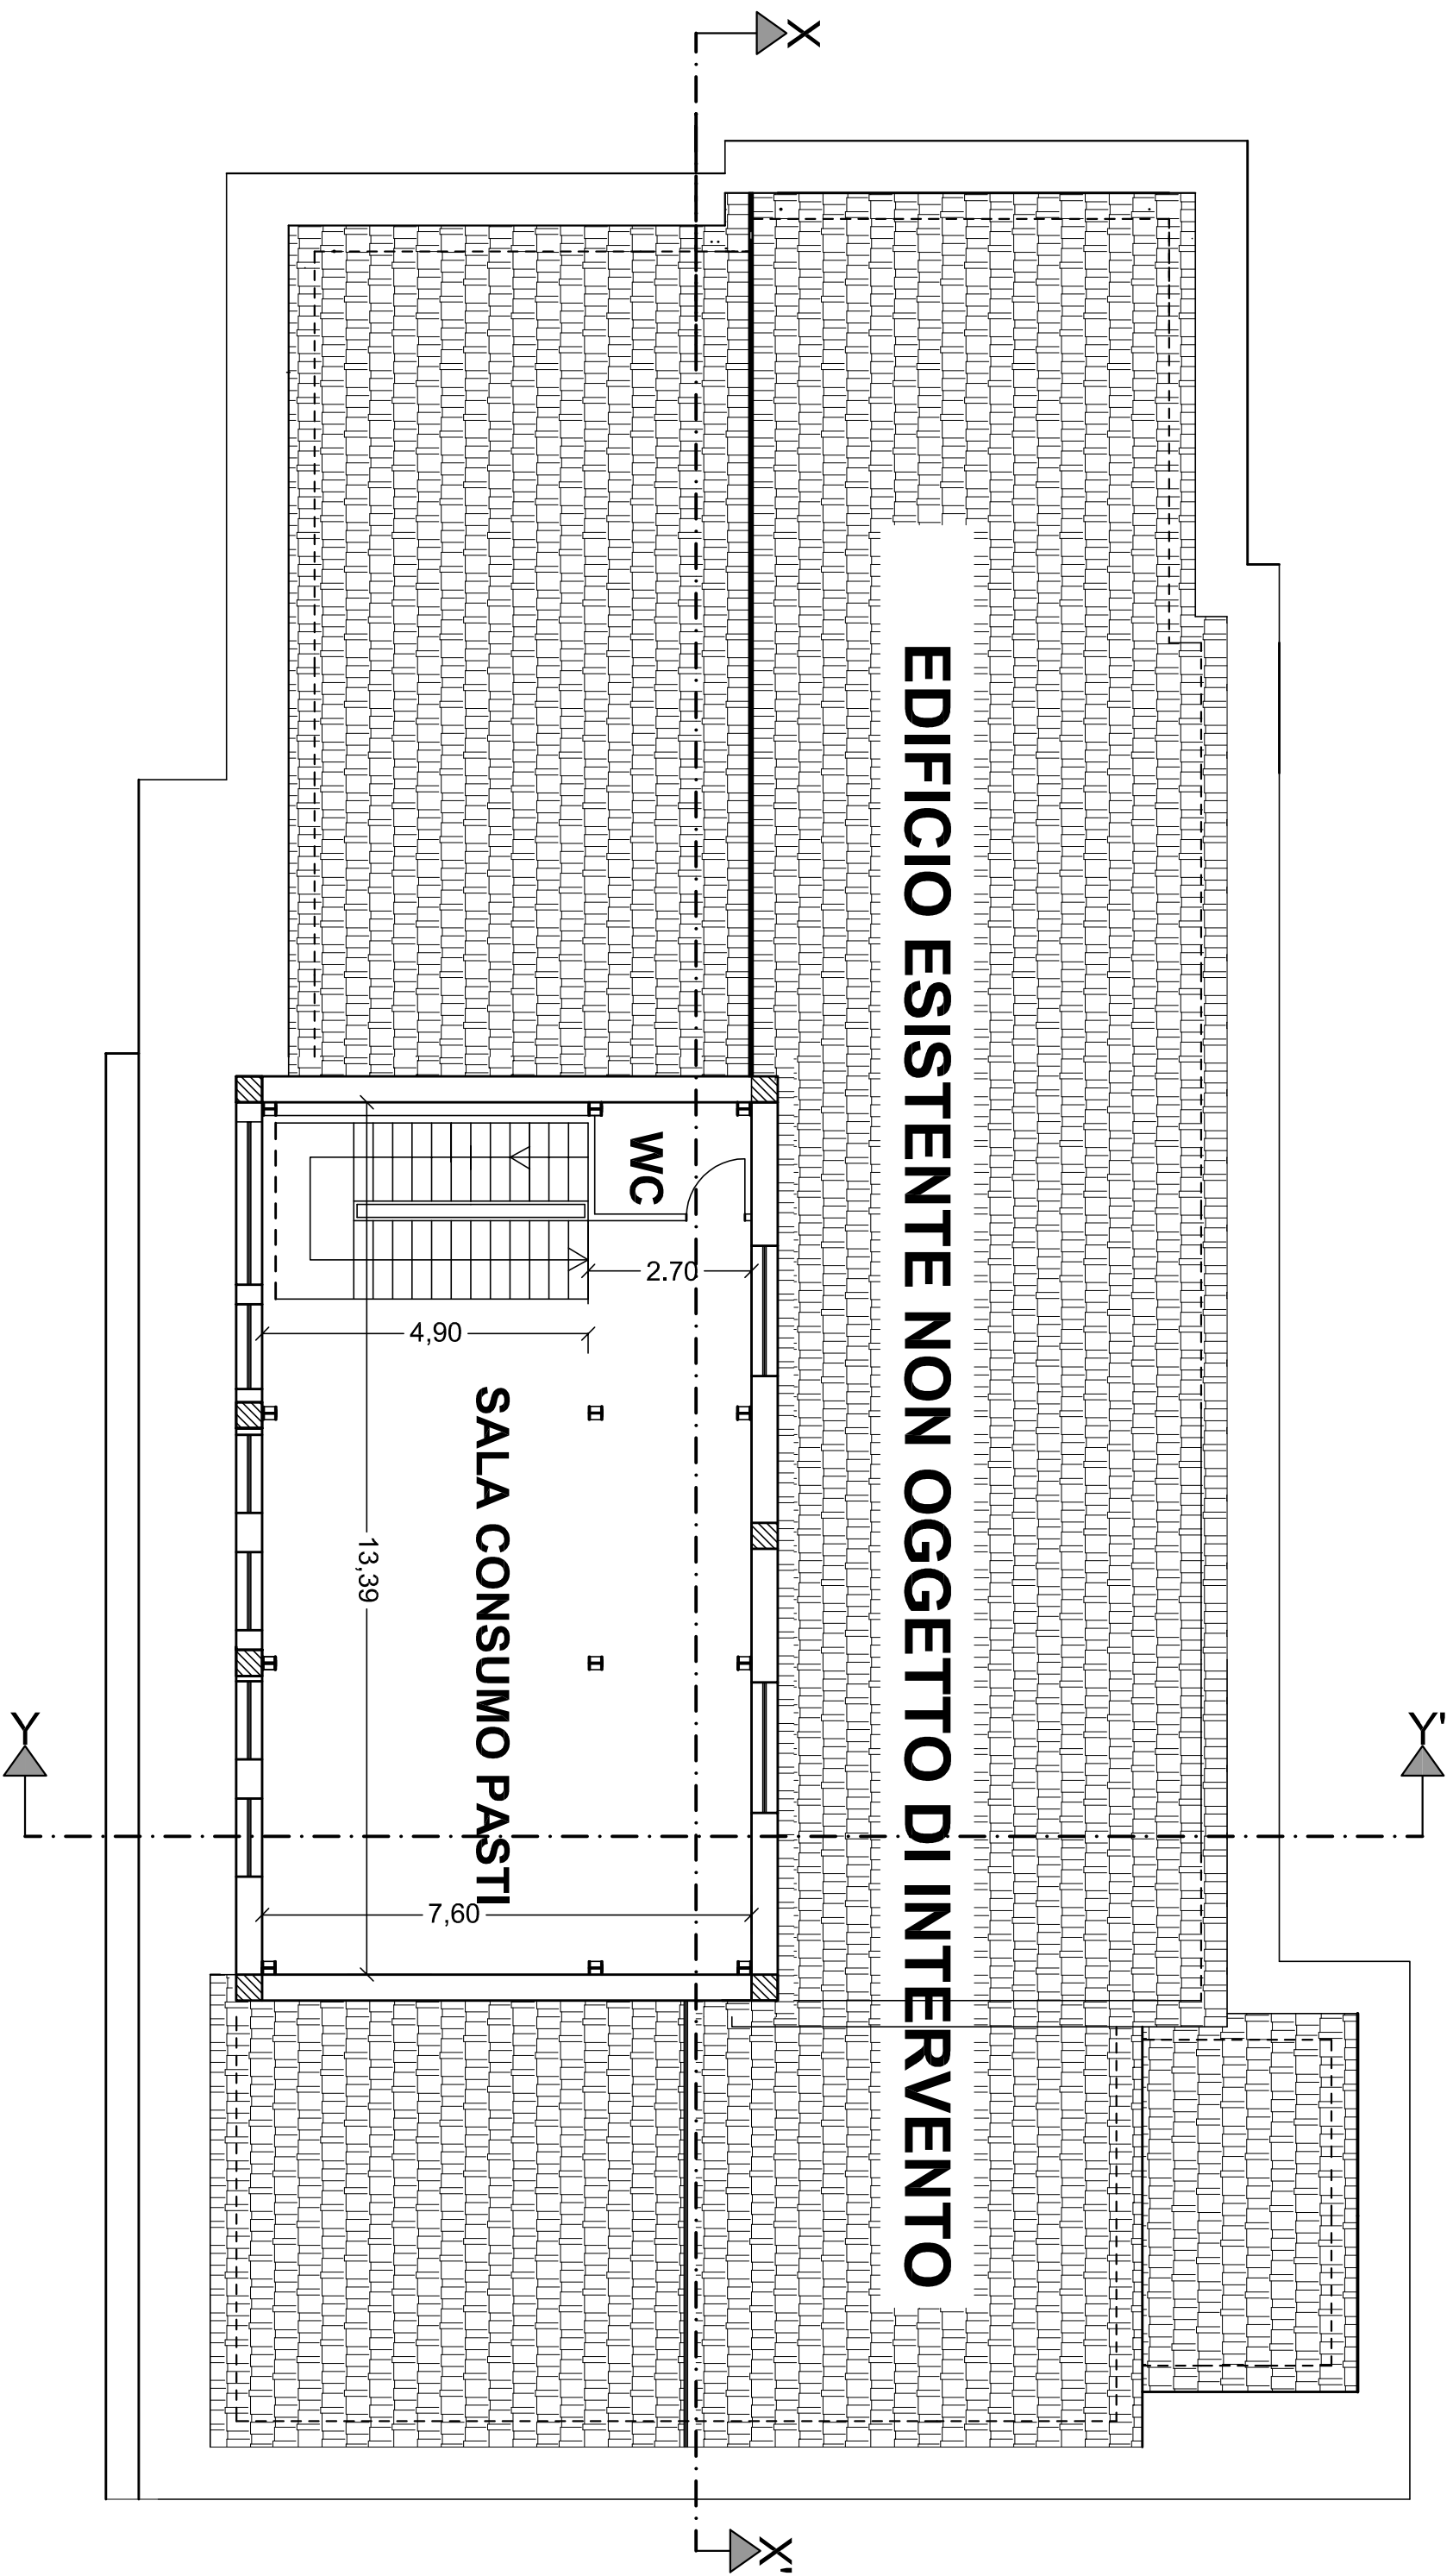 X
EDIFICIO ESISTENTE NON OGGETTO DI INTERVENTO
WC
2.70
4,90
SALA CONSUMO PASTI
13,39
7,60
Y
Y'
X'